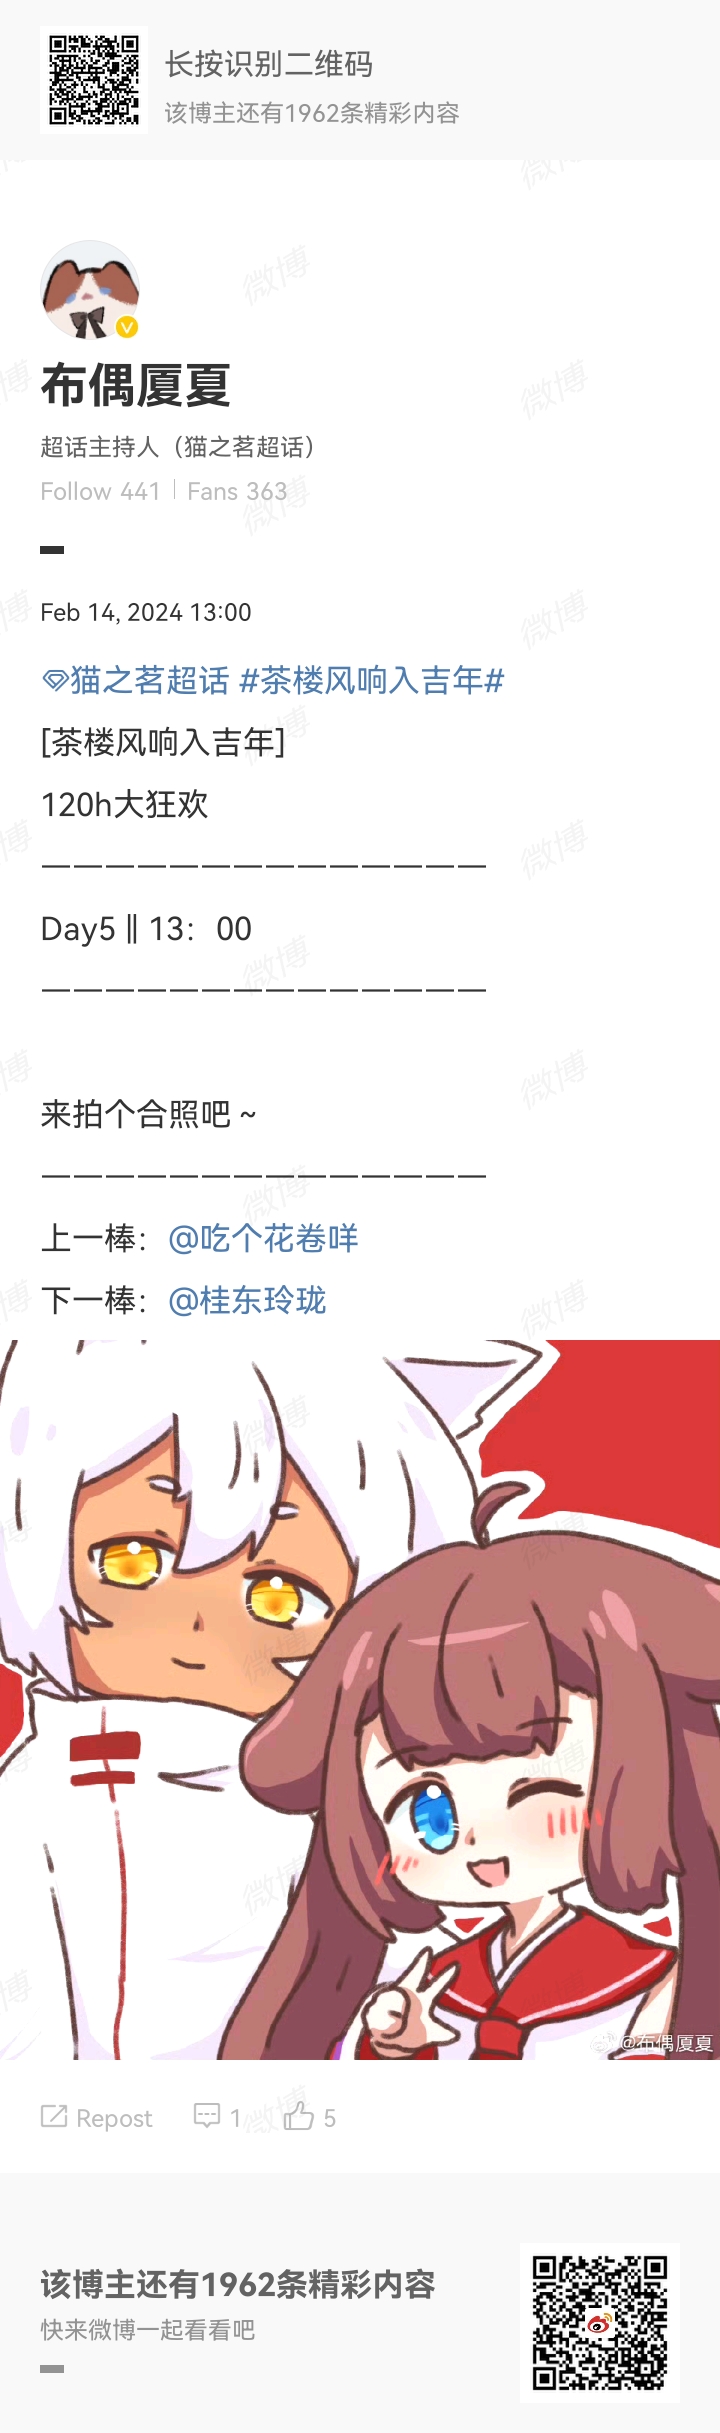 长按识别二维码
该博主还有1962条精彩内容
布偶厦夏
超话主持人（猫之茗超话）
Follow 441 | Fans 363
Feb 14, 2024 13:00
猫之茗超话 #茶楼风响入吉年#
[茶楼风响入吉年]
120h大狂欢
——————————————
Day5 ‖ 13：00
——————————————
来拍个合照吧 ~
——————————————
上一棒：@吃个花卷咩
下一棒：@桂东玲珑
@布偶厦夏
Repost 1 5
该博主还有1962条精彩内容
快来微博一起看看吧
微博